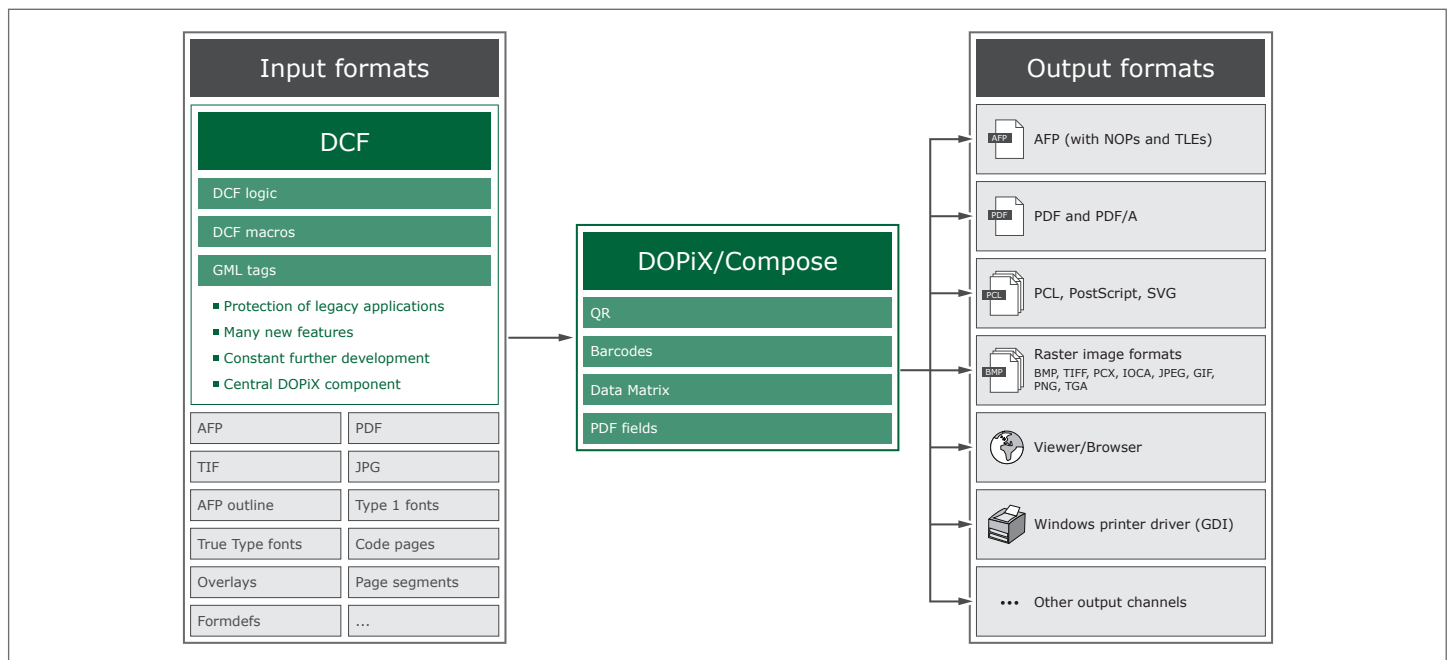 Input formats
DCF
DCF logic
DCF macros
GML tags
Protection of legacy applications
Many new features
Constant further development
Central DOPiX component
AFP
PDF
TIF
JPG
AFP outline
Type 1 fonts
True Type fonts
Code pages
Overlays
Page segments
Formdefs
...
DOPiX/Compose
QR
Barcodes
Data Matrix
PDF fields
Output formats
AFP
AFP (with NOPs and TLEs)
PDF
PDF and PDF/A
PCL
PCL, PostScript, SVG
BMP
Raster image formats
BMP, TIFF, PCX, IOCA, JPEG, GIF,
PNG, TGA
Viewer/Browser
Windows printer driver (GDI)
... Other output channels